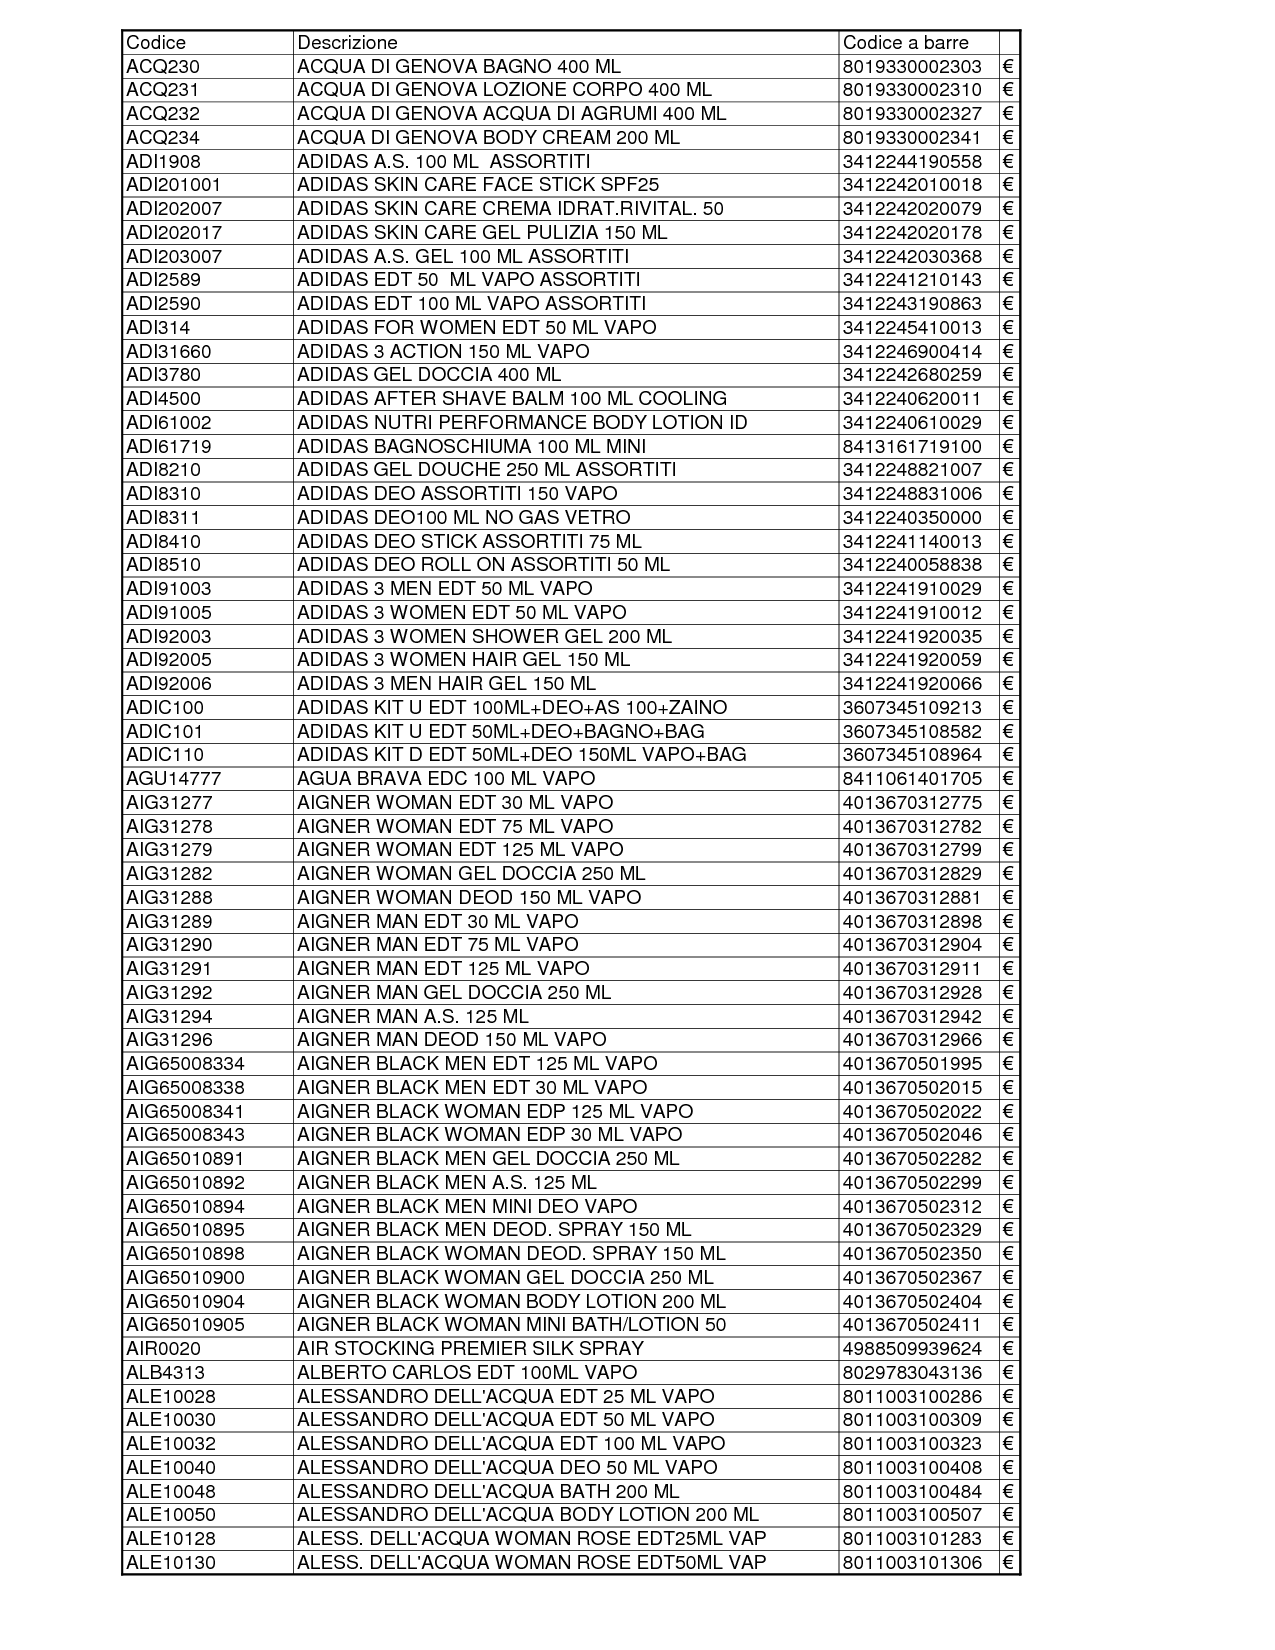 Codice Descrizione Codice a barre
ACQ230 ACQUA DI GENOVA BAGNO 400 ML 8019330002303 €
ACQ231 ACQUA DI GENOVA LOZIONE CORPO 400 ML 8019330002310 €
ACQ232 ACQUA DI GENOVA ACQUA DI AGRUMI 400 ML 8019330002327 €
ACQ234 ACQUA DI GENOVA BODY CREAM 200 ML 8019330002341 €
ADI1908 ADIDAS A.S. 100 ML  ASSORTITI 3412244190558 €
ADI201001 ADIDAS SKIN CARE FACE STICK SPF25 3412242010018 €
ADI202007 ADIDAS SKIN CARE CREMA IDRAT.RIVITAL. 50 3412242020079 €
ADI202017 ADIDAS SKIN CARE GEL PULIZIA 150 ML 3412242020178 €
ADI203007 ADIDAS A.S. GEL 100 ML ASSORTITI 3412242030368 €
ADI2589 ADIDAS EDT 50  ML VAPO ASSORTITI 3412241210143 €
ADI2590 ADIDAS EDT 100 ML VAPO ASSORTITI 3412243190863 €
ADI314 ADIDAS FOR WOMEN EDT 50 ML VAPO 3412245410013 €
ADI31660 ADIDAS 3 ACTION 150 ML VAPO 3412246900414 €
ADI3780 ADIDAS GEL DOCCIA 400 ML 3412242680259 €
ADI4500 ADIDAS AFTER SHAVE BALM 100 ML COOLING 3412240620011 €
ADI61002 ADIDAS NUTRI PERFORMANCE BODY LOTION ID 3412240610029 €
ADI61719 ADIDAS BAGNOSCHIUMA 100 ML MINI 8413161719100 €
ADI8210 ADIDAS GEL DOUCHE 250 ML ASSORTITI 3412248821007 €
ADI8310 ADIDAS DEO ASSORTITI 150 VAPO 3412248831006 €
ADI8311 ADIDAS DEO100 ML NO GAS VETRO 3412240350000 €
ADI8410 ADIDAS DEO STICK ASSORTITI 75 ML 3412241140013 €
ADI8510 ADIDAS DEO ROLL ON ASSORTITI 50 ML 3412240058838 €
ADI91003 ADIDAS 3 MEN EDT 50 ML VAPO 3412241910029 €
ADI91005 ADIDAS 3 WOMEN EDT 50 ML VAPO 3412241910012 €
ADI92003 ADIDAS 3 WOMEN SHOWER GEL 200 ML 3412241920035 €
ADI92005 ADIDAS 3 WOMEN HAIR GEL 150 ML 3412241920059 €
ADI92006 ADIDAS 3 MEN HAIR GEL 150 ML 3412241920066 €
ADIC100 ADIDAS KIT U EDT 100ML+DEO+AS 100+ZAINO 3607345109213 €
ADIC101 ADIDAS KIT U EDT 50ML+DEO+BAGNO+BAG 3607345108582 €
ADIC110 ADIDAS KIT D EDT 50ML+DEO 150ML VAPO+BAG 3607345108964 €
AGU14777 AGUA BRAVA EDC 100 ML VAPO 8411061401705 €
AIG31277 AIGNER WOMAN EDT 30 ML VAPO 4013670312775 €
AIG31278 AIGNER WOMAN EDT 75 ML VAPO 4013670312782 €
AIG31279 AIGNER WOMAN EDT 125 ML VAPO 4013670312799 €
AIG31282 AIGNER WOMAN GEL DOCCIA 250 ML 4013670312829 €
AIG31288 AIGNER WOMAN DEOD 150 ML VAPO 4013670312881 €
AIG31289 AIGNER MAN EDT 30 ML VAPO 4013670312898 €
AIG31290 AIGNER MAN EDT 75 ML VAPO 4013670312904 €
AIG31291 AIGNER MAN EDT 125 ML VAPO 4013670312911 €
AIG31292 AIGNER MAN GEL DOCCIA 250 ML 4013670312928 €
AIG31294 AIGNER MAN A.S. 125 ML 4013670312942 €
AIG31296 AIGNER MAN DEOD 150 ML VAPO 4013670312966 €
AIG65008334 AIGNER BLACK MEN EDT 125 ML VAPO 4013670501995 €
AIG65008338 AIGNER BLACK MEN EDT 30 ML VAPO 4013670502015 €
AIG65008341 AIGNER BLACK WOMAN EDP 125 ML VAPO 4013670502022 €
AIG65008343 AIGNER BLACK WOMAN EDP 30 ML VAPO 4013670502046 €
AIG65010891 AIGNER BLACK MEN GEL DOCCIA 250 ML 4013670502282 €
AIG65010892 AIGNER BLACK MEN A.S. 125 ML 4013670502299 €
AIG65010894 AIGNER BLACK MEN MINI DEO VAPO 4013670502312 €
AIG65010895 AIGNER BLACK MEN DEOD. SPRAY 150 ML 4013670502329 €
AIG65010898 AIGNER BLACK WOMAN DEOD. SPRAY 150 ML 4013670502350 €
AIG65010900 AIGNER BLACK WOMAN GEL DOCCIA 250 ML 4013670502367 €
AIG65010904 AIGNER BLACK WOMAN BODY LOTION 200 ML 4013670502404 €
AIG65010905 AIGNER BLACK WOMAN MINI BATH/LOTION 50 4013670502411 €
AIR0020 AIR STOCKING PREMIER SILK SPRAY 4988509939624 €
ALB4313 ALBERTO CARLOS EDT 100ML VAPO 8029783043136 €
ALE10028 ALESSANDRO DELL'ACQUA EDT 25 ML VAPO 8011003100286 €
ALE10030 ALESSANDRO DELL'ACQUA EDT 50 ML VAPO 8011003100309 €
ALE10032 ALESSANDRO DELL'ACQUA EDT 100 ML VAPO 8011003100323 €
ALE10040 ALESSANDRO DELL'ACQUA DEO 50 ML VAPO 8011003100408 €
ALE10048 ALESSANDRO DELL'ACQUA BATH 200 ML 8011003100484 €
ALE10050 ALESSANDRO DELL'ACQUA BODY LOTION 200 ML 8011003100507 €
ALE10128 ALESS. DELL'ACQUA WOMAN ROSE EDT25ML VAP 8011003101283 €
ALE10130 ALESS. DELL'ACQUA WOMAN ROSE EDT50ML VAP 8011003101306 €